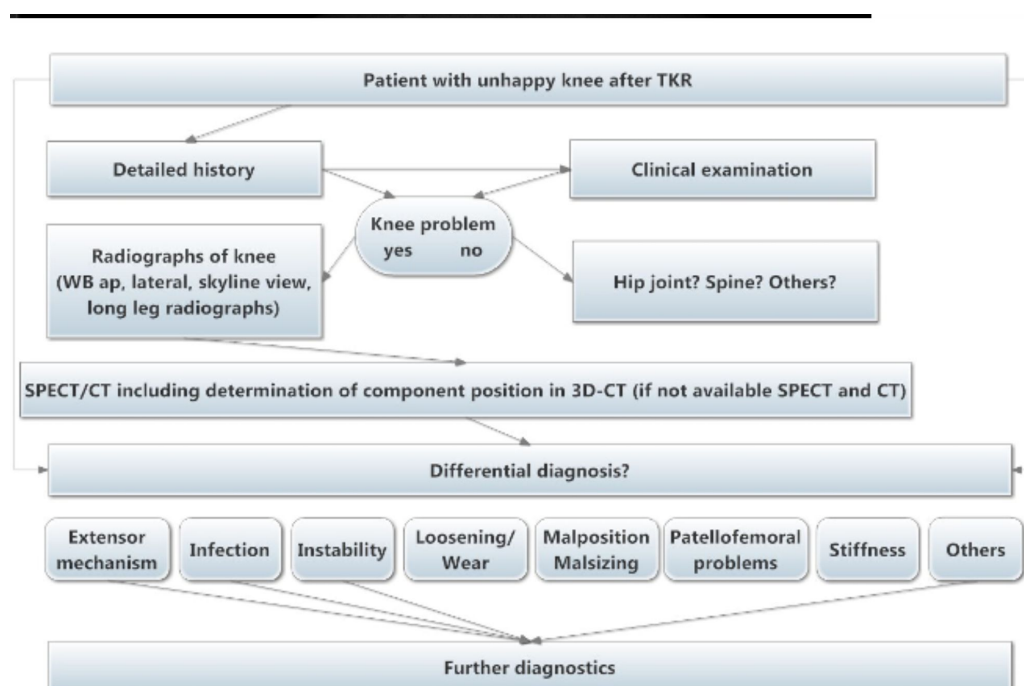 Patient with unhappy knee after TKR
Detailed history
Clinical examination
Knee problem
yes no
Radiographs of knee
(WB ap, lateral, skyline view,
long leg radiographs)
Hip joint? Spine? Others?
SPECT/CT including determination of component position in 3D-CT (if not available SPECT and CT)
Differential diagnosis?
Extensor
mechanism
Infection
Instability
Loosening/
Wear
Malposition
Malsizing
Patellofemoral
problems
Stiffness
Others
Further diagnostics